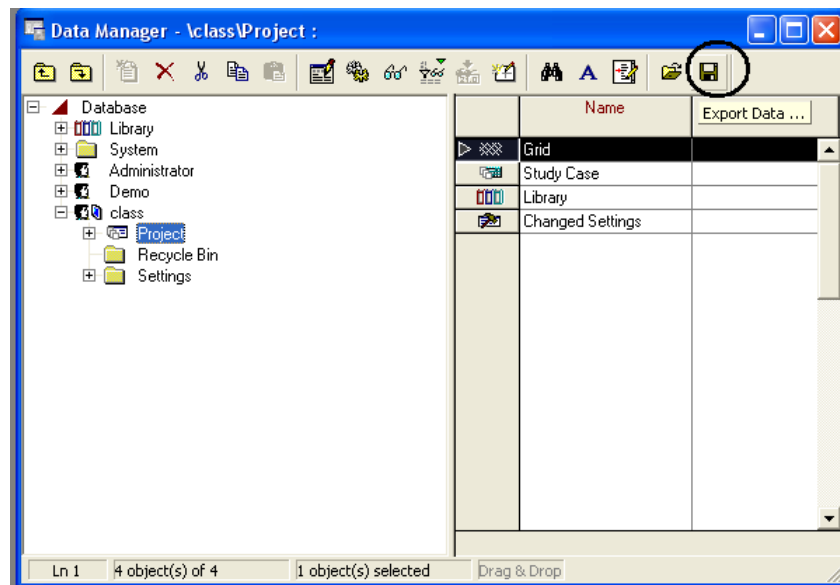 Data Manager - \class\Project :
Database
Library
System
Administrator
Demo
class
Project
Recycle Bin
Settings
Name
Export Data ...
Grid
Study Case
Library
Changed Settings
Ln 1 4 object(s) of 4 1 object(s) selected Drag & Drop